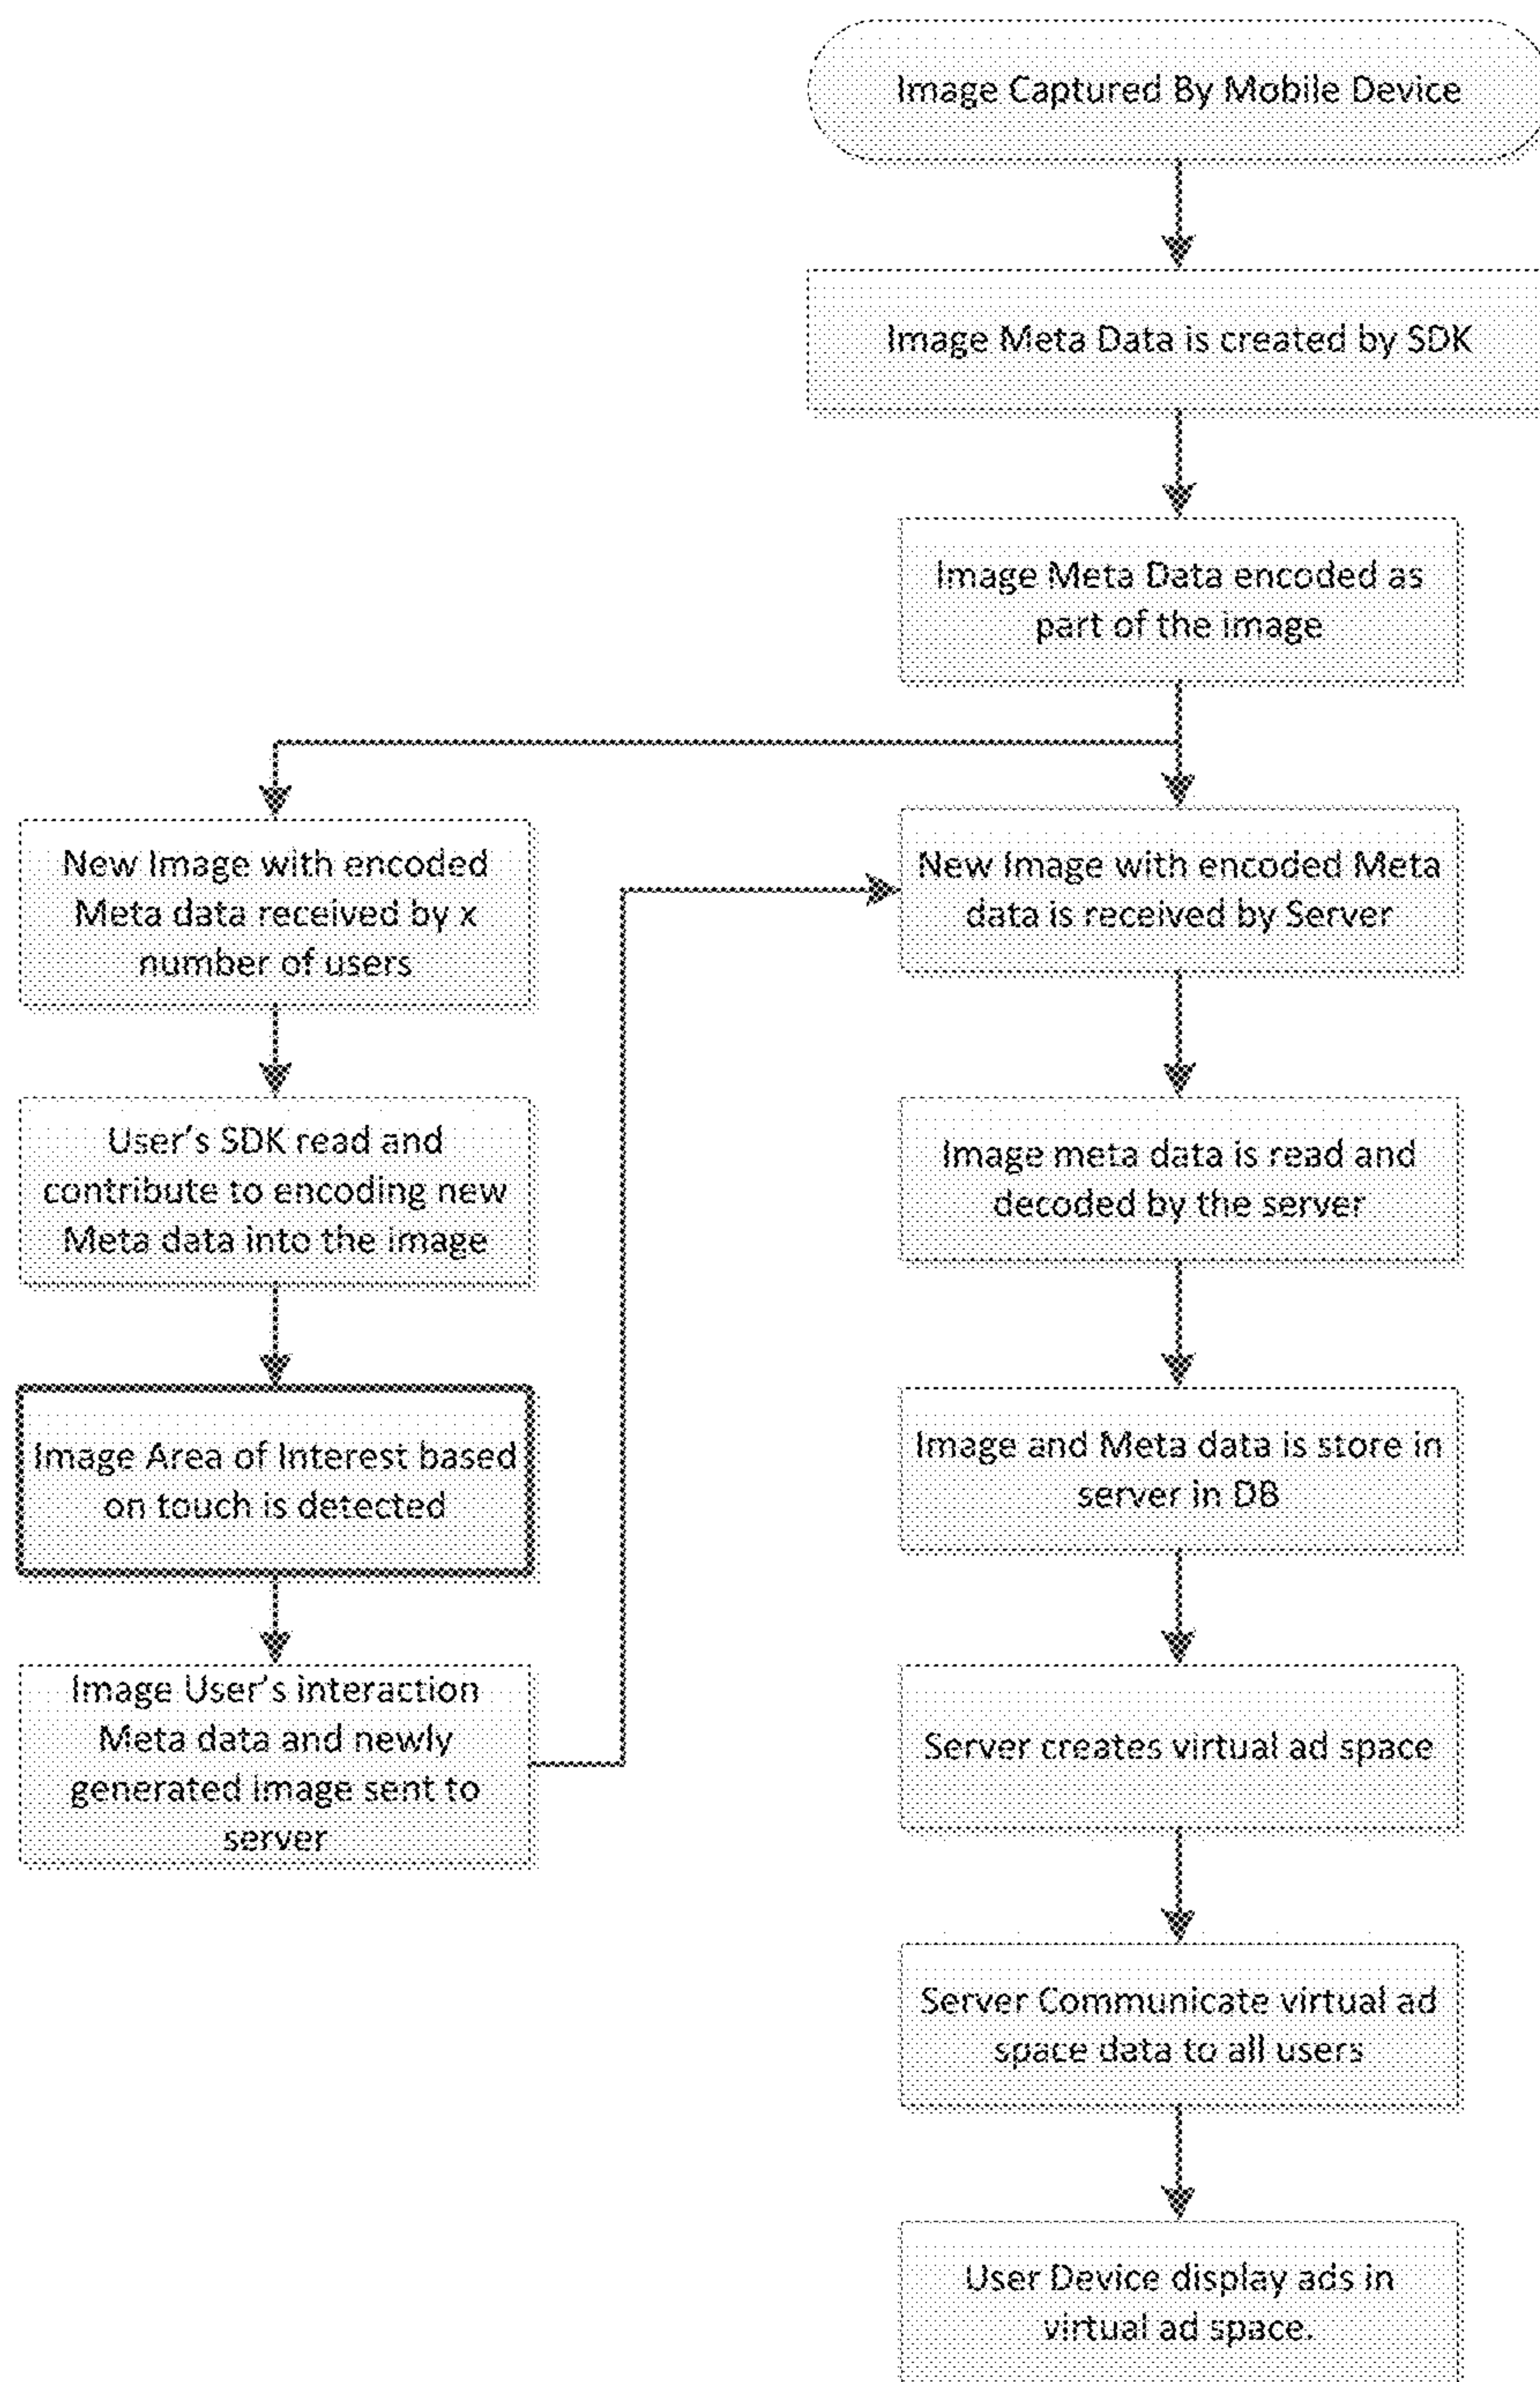 Image Captured By Mobile Device
Image Meta Data is created by SDK
Image Meta Data encoded as
part of the image
New Image with encoded
Meta data received by x
number of users
User's SDK read and
contribute to encoding new
Meta data into the image
Image Area of Interest based
on touch is detected
Image User's interaction
Meta data and newly
generated image sent to
server
New Image with encoded Meta
data is received by Server
Image meta data is read and
decoded by the server
Image and Meta data is store in
server in DB
Server creates virtual ad space
Server Communicate virtual ad
space data to all users
User Device display ads in
virtual ad space.